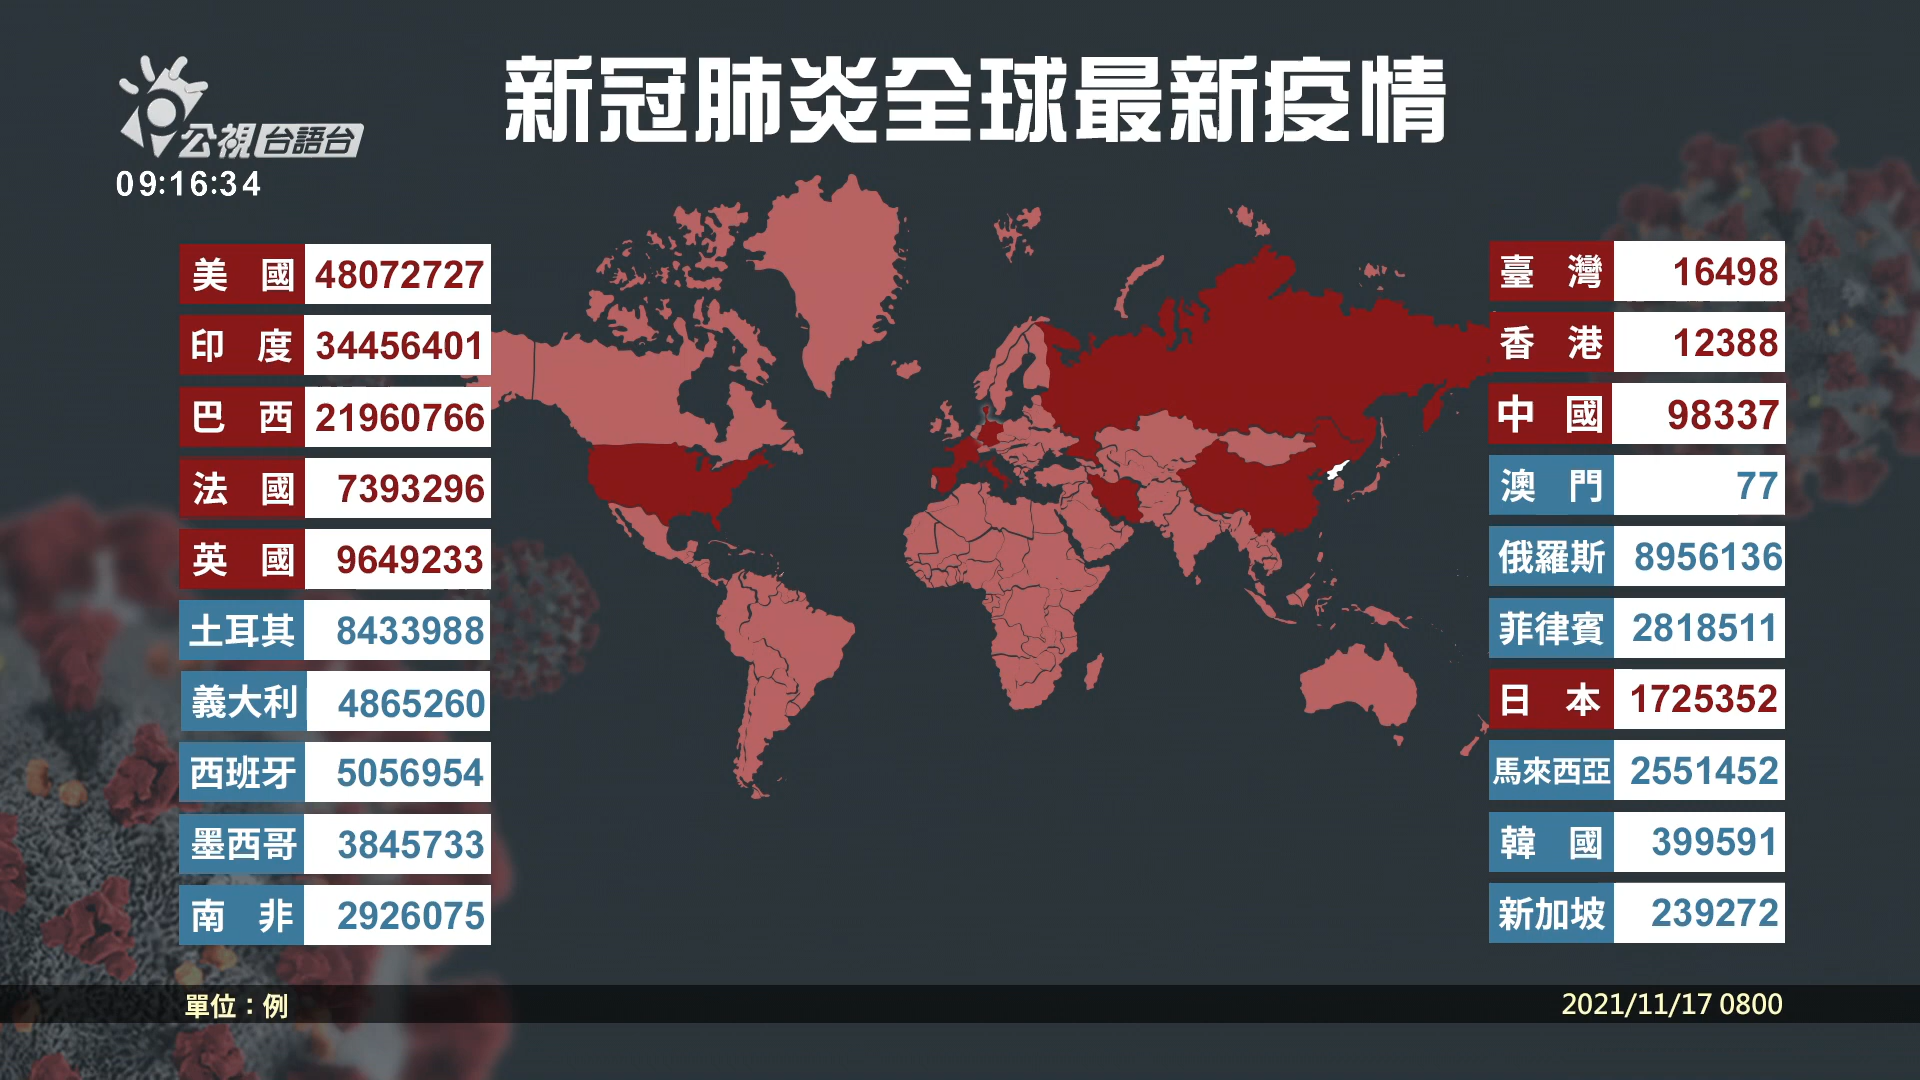 新冠肺炎全球最新疫情
公視台語台
09:16:34
美國 48072727
印度 34456401
巴西 21960766
法國 7393296
英國 9649233
土耳其 8433988
義大利 4865260
西班牙 5056954
墨西哥 3845733
南非 2926075
臺灣 16498
香港 12388
中國 98337
澳門 77
俄羅斯 8956136
菲律賓 2818511
日本 1725352
馬來西亞 2551452
韓國 399591
新加坡 239272
單位：例
2021/11/17 0800